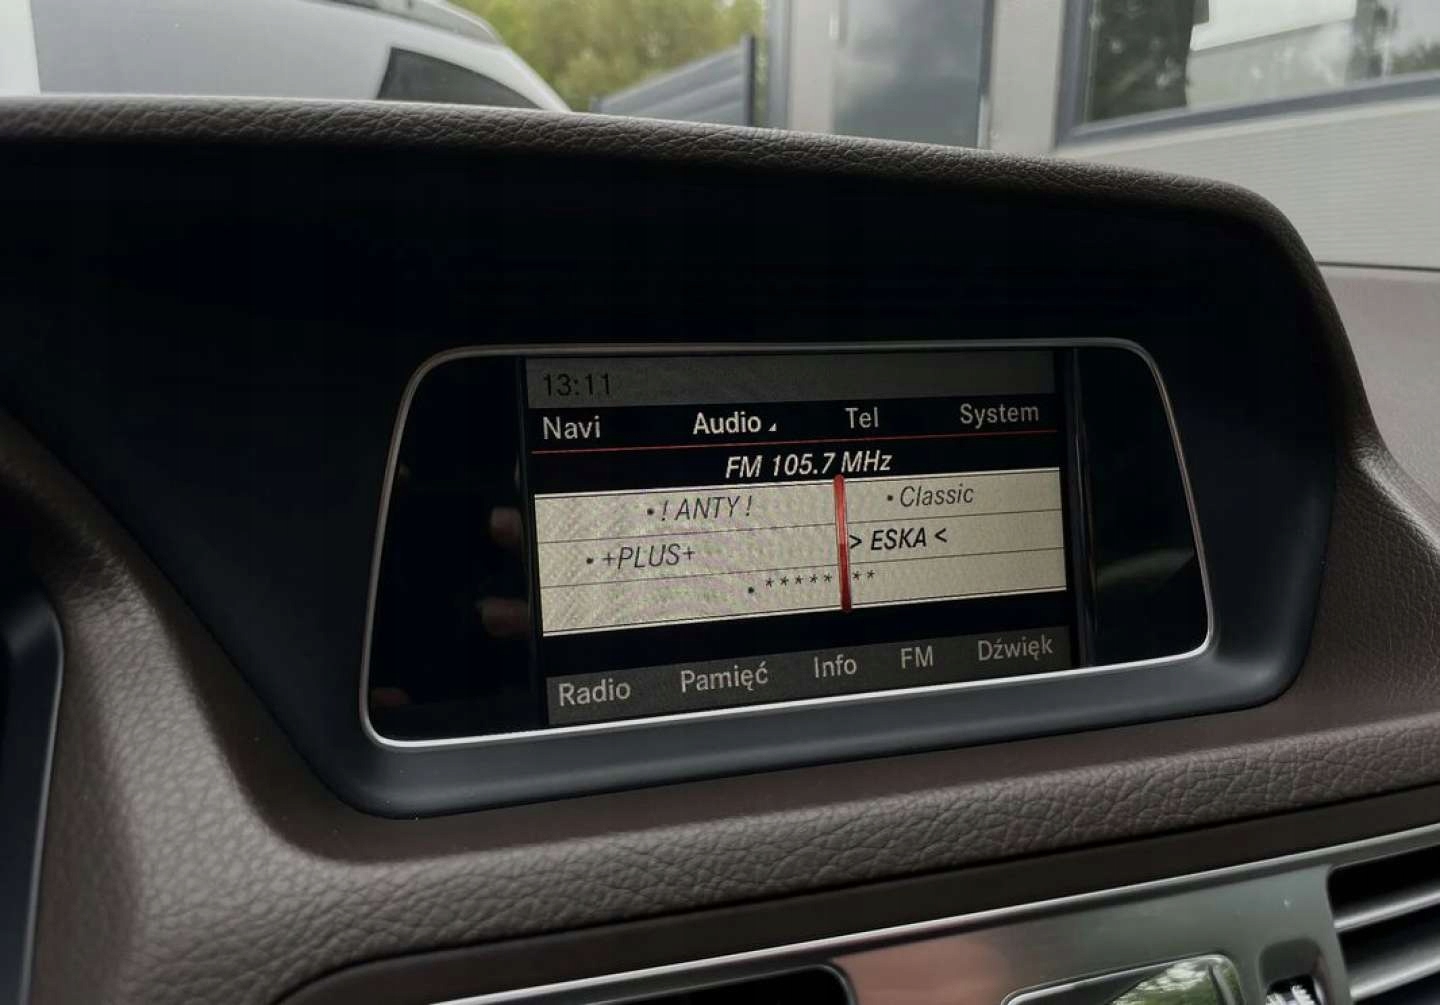 13:11
Navi Audio Tel System
FM 105.7 MHz
• ! ANTY ! • Classic
• +PLUS+ > ESKA <
• * * * * * * * *
Radio Pamięć Info FM Dźwięk